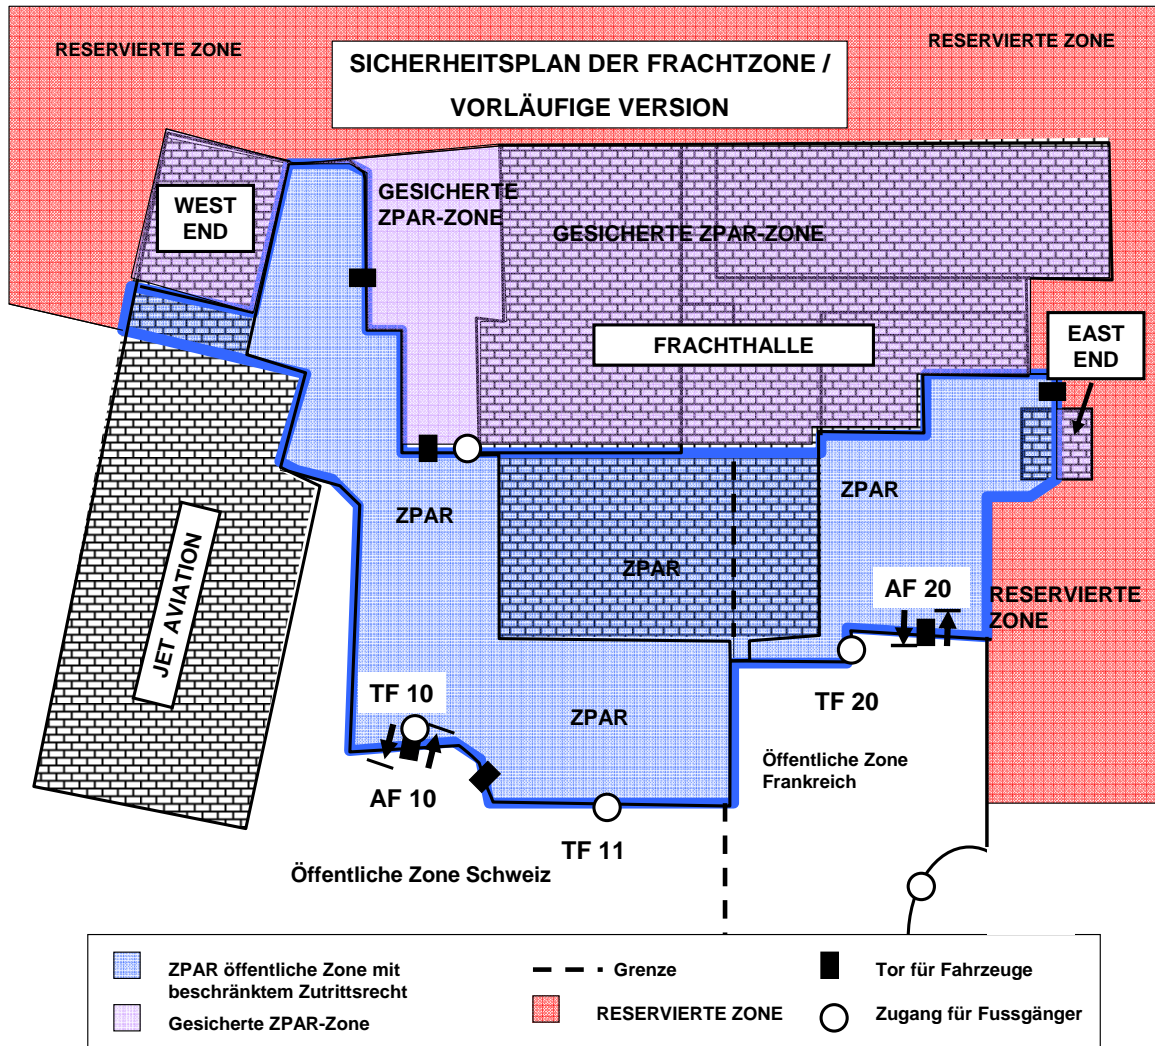 RESERVIERTE ZONE
RESERVIERTE ZONE
SICHERHEITSPLAN DER FRACHTZONE /
VORLÄUFIGE VERSION
WEST
END
GESICHERTE
ZPAR-ZONE
GESICHERTE ZPAR-ZONE
FRACHTHALLE
EAST
END
ZPAR
ZPAR
ZPAR
JET AVIATION
AF 20
RESERVIERTE
ZONE
TF 10
ZPAR
TF 20
AF 10
Öffentliche Zone
Frankreich
TF 11
Öffentliche Zone Schweiz
ZPAR öffentliche Zone mit
beschränktem Zutrittsrecht
Gesicherte ZPAR-Zone
Grenze
RESERVIERTE ZONE
Tor für Fahrzeuge
Zugang für Fussgänger